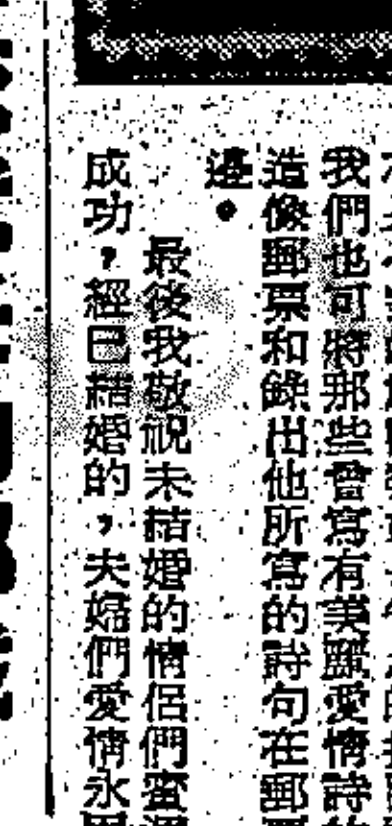 我們也可將那些曾寫有美麗愛情詩
造像郵票和錄出他所寫的詩句在郵
邊。
最後我敬祝未結婚的情侶們蜜
成功，經已結婚的，夫婦們愛情永